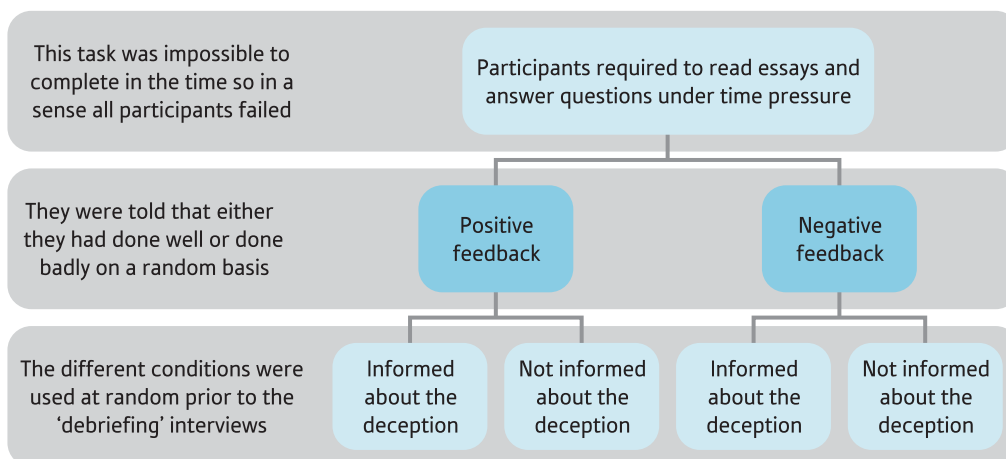 This task was impossible to
complete in the time so in a
sense all participants failed
Participants required to read essays and
answer questions under time pressure
They were told that either
they had done well or done
badly on a random basis
Positive
feedback
Negative
feedback
The different conditions were
used at random prior to the
‘debriefing’ interviews
Informed
about the
deception
Not informed
about the
deception
Informed
about the
deception
Not informed
about the
deception